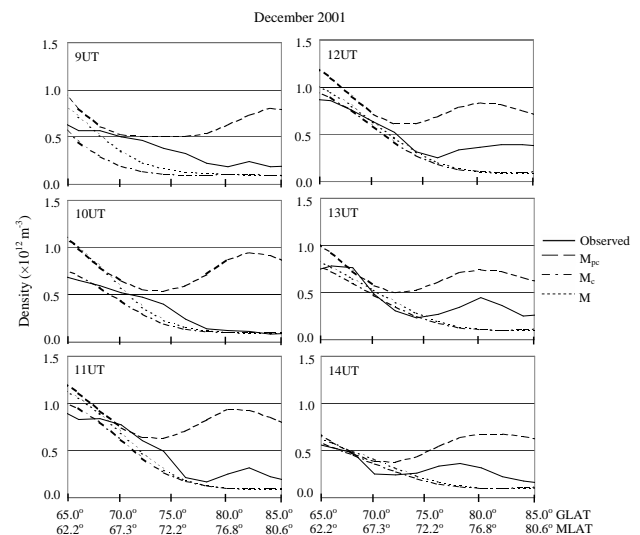 December 2001
9UT
1.5
1.0
0.5
0.0
12UT
1.5
1.0
0.5
0.0
10UT
1.5
1.0
0.5
0.0
13UT
1.5
1.0
0.5
0.0
11UT
1.5
1.0
0.5
0.0
14UT
1.5
1.0
0.5
0.0
Density (×10¹² m⁻³)
Observed
Mpc
Mc
M
65.0° 70.0° 75.0° 80.0° 85.0° 65.0° 70.0° 75.0° 80.0° 85.0° GLAT
62.2° 67.3° 72.2° 76.8° 80.6° 62.2° 67.3° 72.2° 76.8° 80.6° MLAT